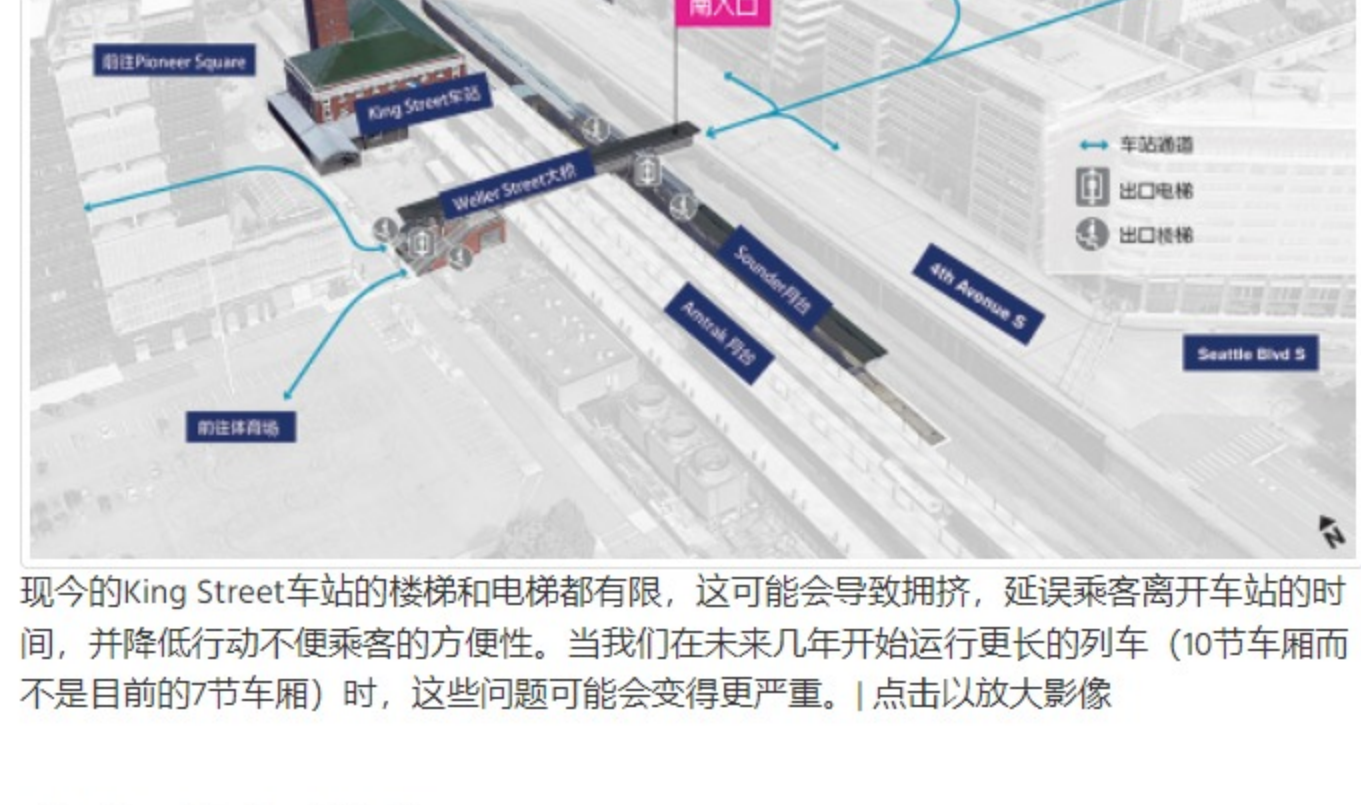 南入口
前往Pioneer Square
King Street车站
车站通道
Weller Street大桥
出口电梯
出口楼梯
Sounder月台
4th Avenue S
Amtrak 月台
Seattle Blvd S
前往体育场
N
现今的King Street车站的楼梯和电梯都有限，这可能会导致拥挤，延误乘客离开车站的时
间，并降低行动不便乘客的方便性。当我们在未来几年开始运行更长的列车（10节车厢而
不是目前的7节车厢）时，这些问题可能会变得更严重。| 点击以放大影像